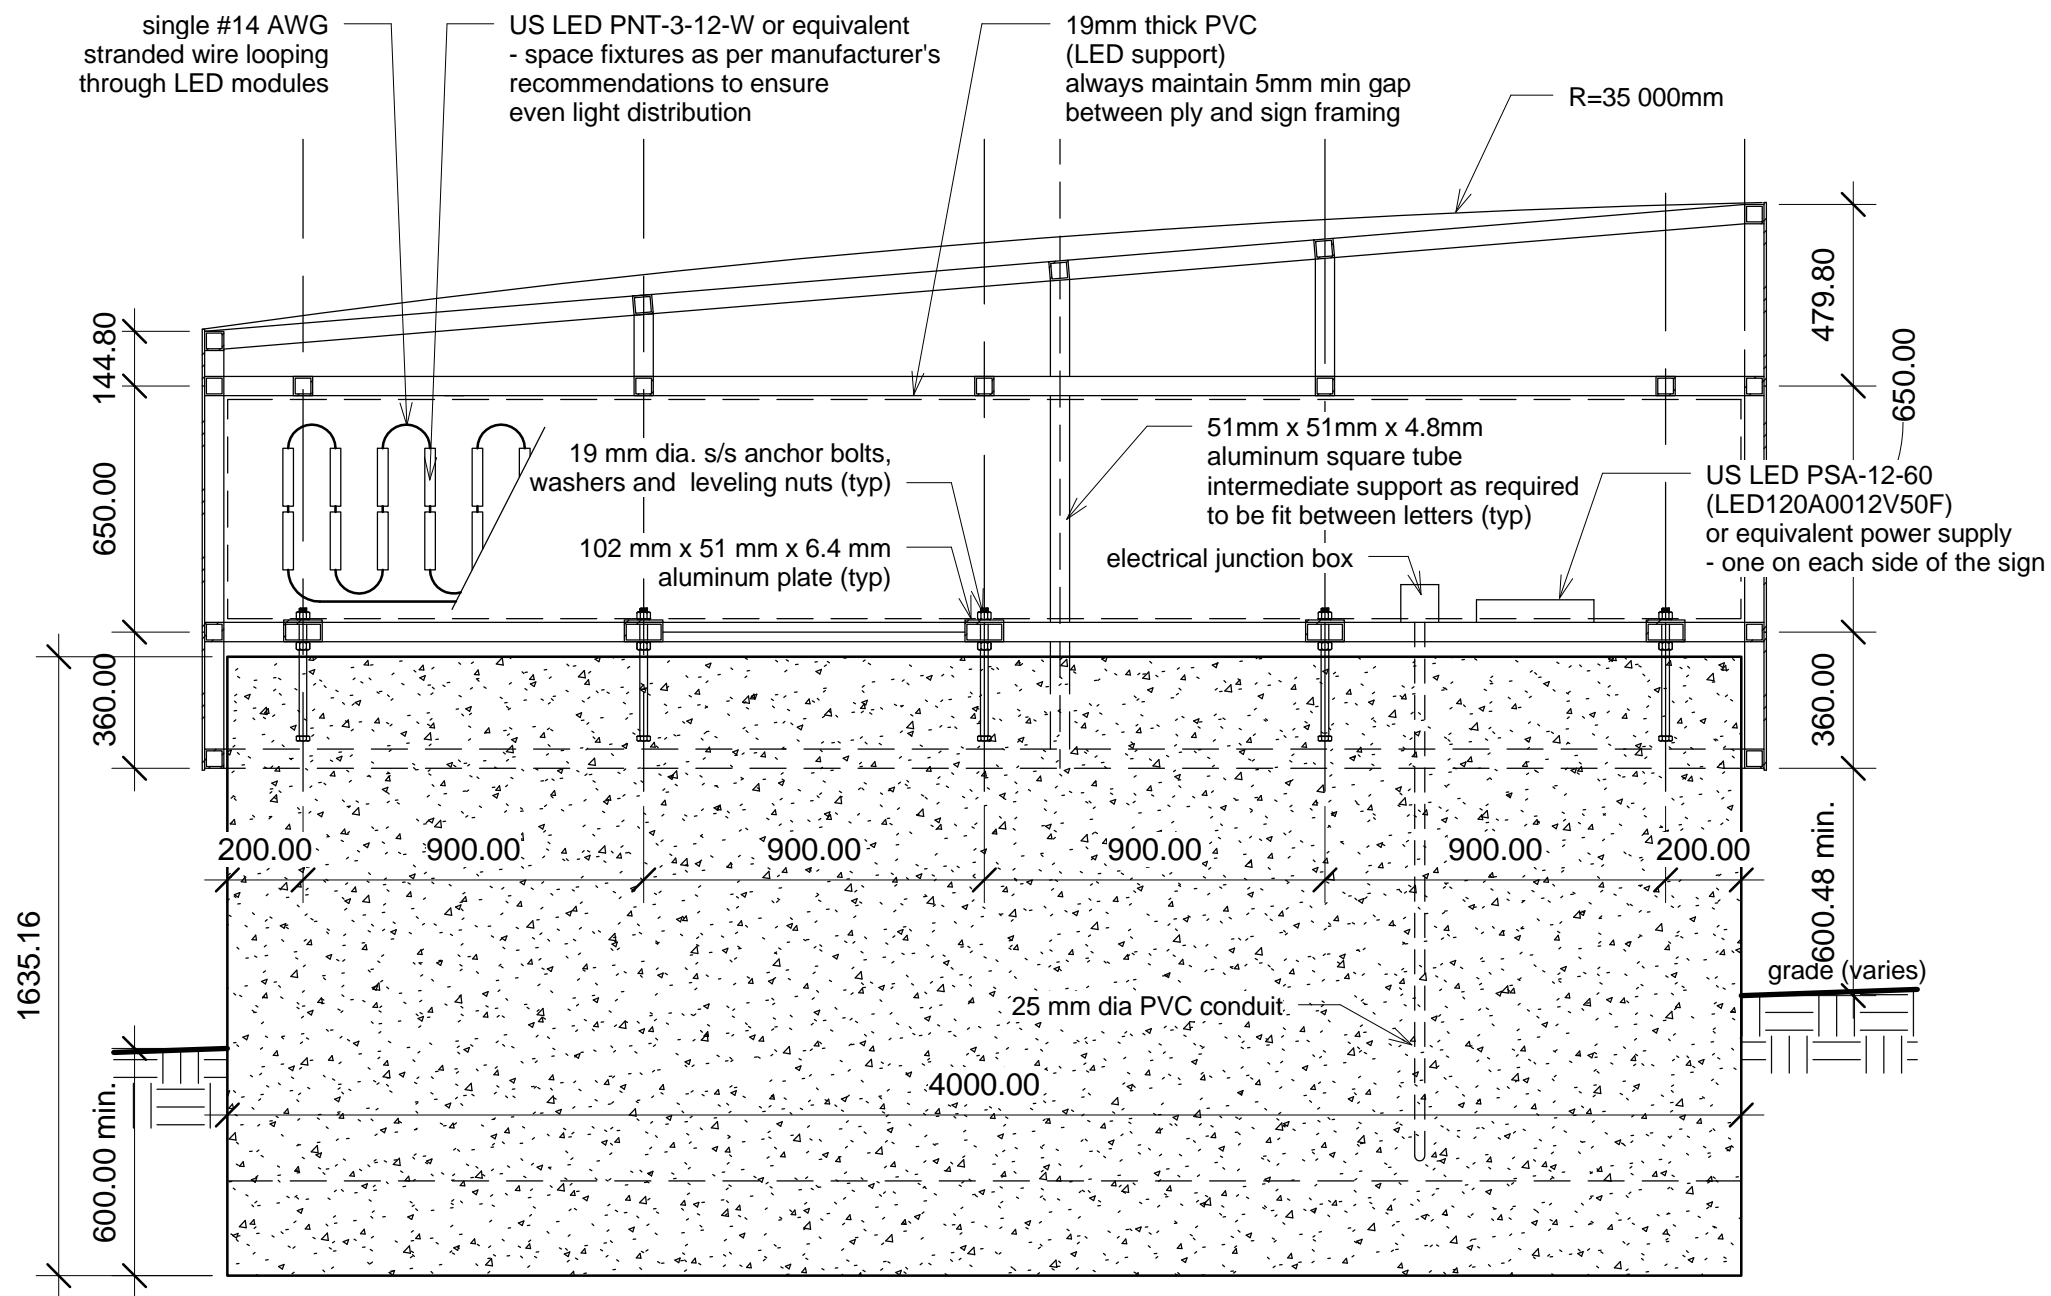 single #14 AWG
stranded wire looping
through LED modules
US LED PNT-3-12-W or equivalent
- space fixtures as per manufacturer's
recommendations to ensure
even light distribution
19mm thick PVC
(LED support)
always maintain 5mm min gap
between ply and sign framing
R=35 000mm
144.80
650.00
360.00
479.80
650.00
360.00
19 mm dia. s/s anchor bolts,
washers and leveling nuts (typ)
102 mm x 51 mm x 6.4 mm
aluminum plate (typ)
51mm x 51mm x 4.8mm
aluminum square tube
intermediate support as required
to be fit between letters (typ)
electrical junction box
US LED PSA-12-60
(LED120A0012V50F)
or equivalent power supply
- one on each side of the sign
200.00
900.00
900.00
900.00
900.00
200.00
600.48 min.
grade (varies)
1635.16
25 mm dia PVC conduit
4000.00
600.00 min.